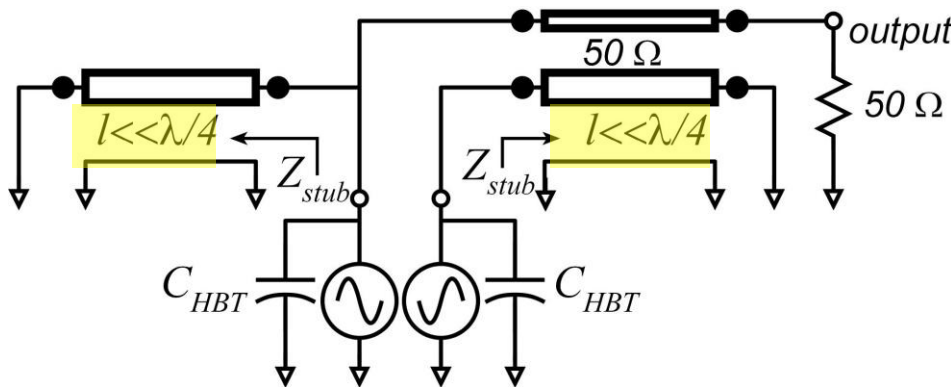 output
50 Ω
50 Ω
l<<λ/4
Z_stub
Z_stub
l<<λ/4
C_HBT
C_HBT